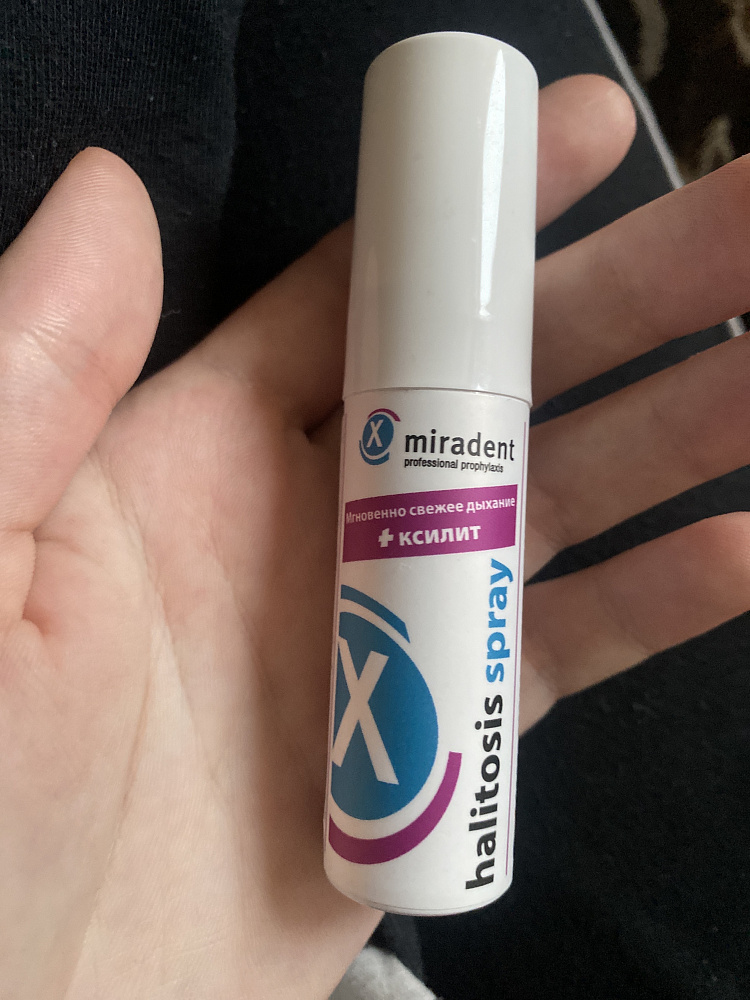 X miradent
professional prophylaxis
Мгновенно свежее дыхание
+ ксилит
X
halitosis spray